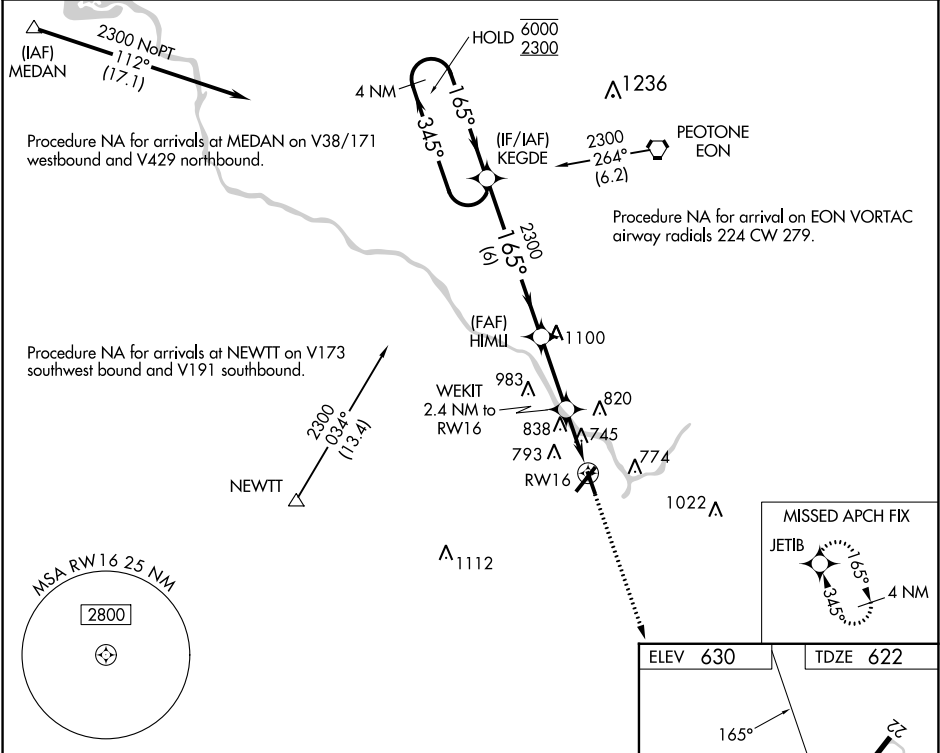 (IAF)
MEDAN
2300 NoPT
112°
(17.1)
HOLD 6000
2300
4 NM
165°
345°
1236
(IF/IAF)
KEGDE
2300
264°
(6.2)
PEOTONE
EON
Procedure NA for arrivals at MEDAN on V38/171
westbound and V429 northbound.
Procedure NA for arrival on EON VORTAC
airway radials 224 CW 279.
2300
165°
(6)
(FAF)
HIMLI
1100
Procedure NA for arrivals at NEWTT on V173
southwest bound and V191 southbound.
983
WEKIT
2.4 NM to
RW16
820
838
745
793
774
RW16
2300
034°
(13.4)
NEWTT
1022
1112
MISSED APCH FIX
JETIB
165°
345°
4 NM
MSA RW16 25 NM
2800
ELEV 630
TDZE 622
165°
22